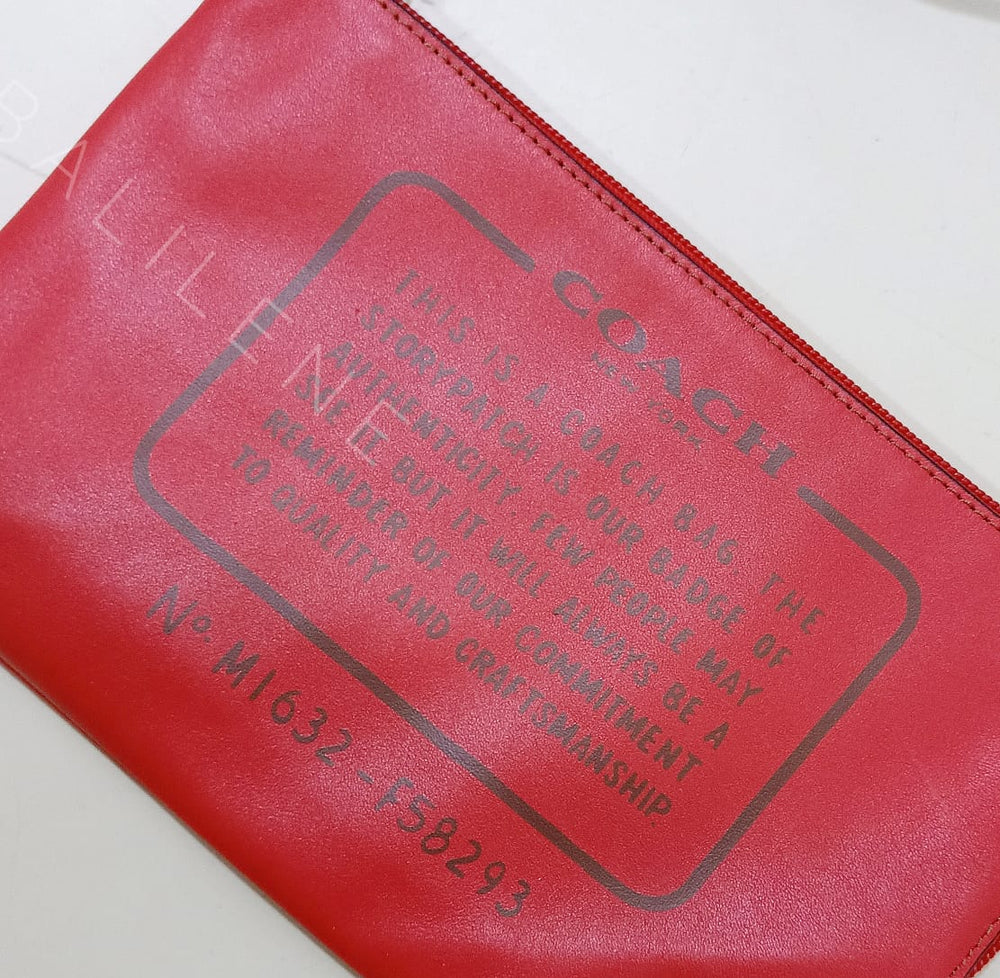 BALILENE
COACH
NEW YORK
THIS IS A COACH BAG. THE
STORYPATCH IS OUR BADGE OF
AUTHENTICITY. FEW PEOPLE MAY
SEE IT BUT IT WILL ALWAYS BE A
REMINDER OF OUR COMMITMENT
TO QUALITY AND CRAFTSMANSHIP.
No. M1632-F58293